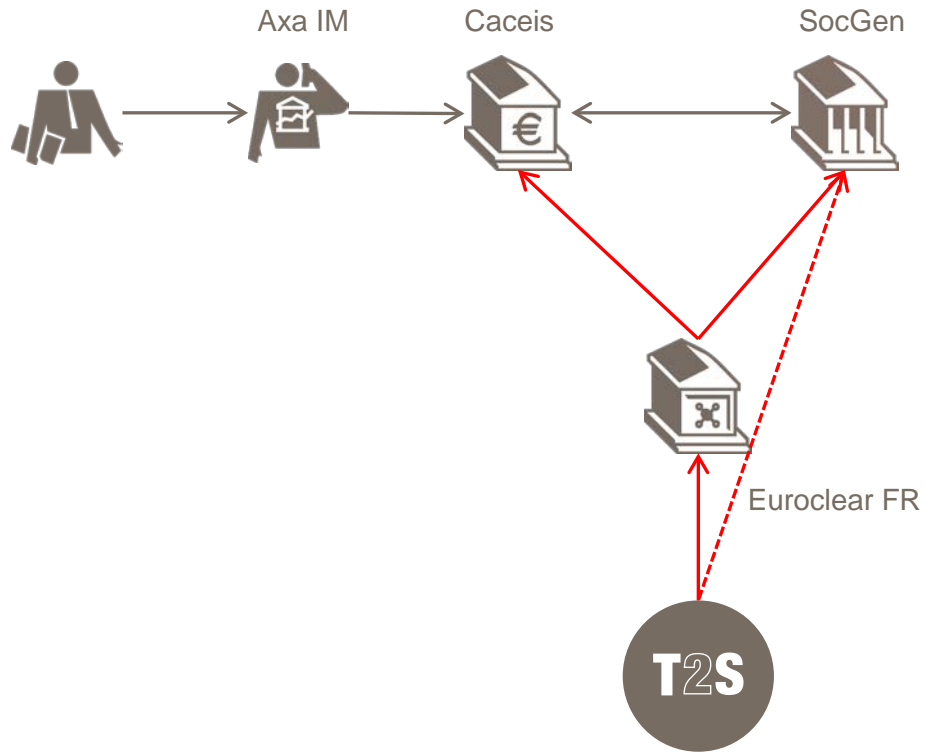 Axa IM
Caceis
SocGen
€
Euroclear FR
T2S